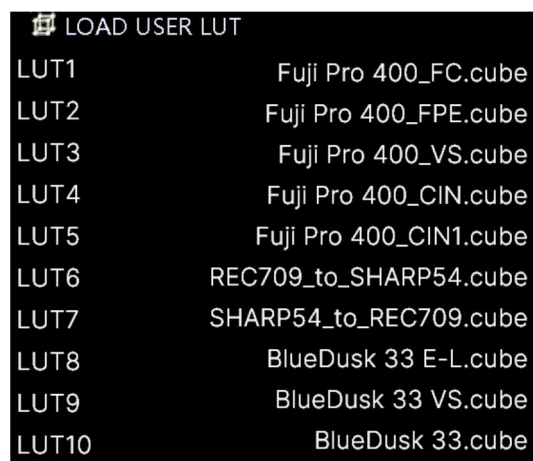 LOAD USER LUT
LUT1 Fuji Pro 400_FC.cube
LUT2 Fuji Pro 400_FPE.cube
LUT3 Fuji Pro 400_VS.cube
LUT4 Fuji Pro 400_CIN.cube
LUT5 Fuji Pro 400_CIN1.cube
LUT6 REC709_to_SHARP54.cube
LUT7 SHARP54_to_REC709.cube
LUT8 BlueDusk 33 E-L.cube
LUT9 BlueDusk 33 VS.cube
LUT10 BlueDusk 33.cube